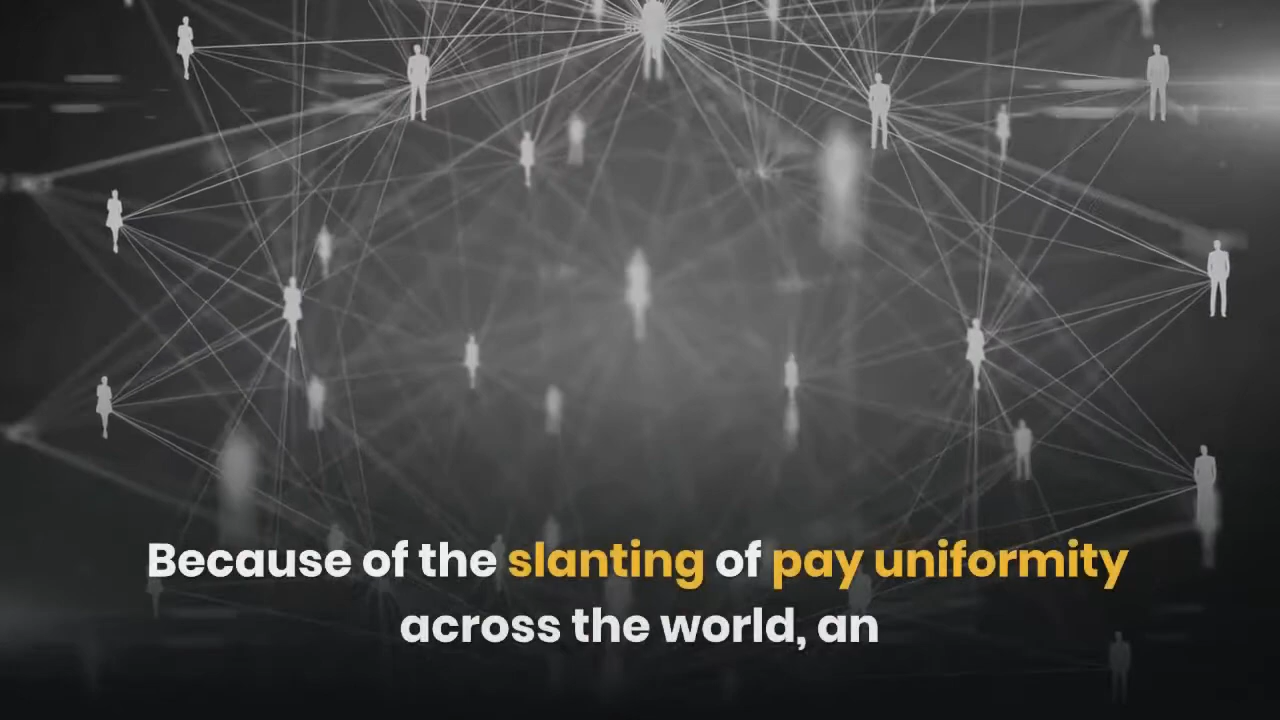 Because of the slanting of pay uniformity
across the world, an